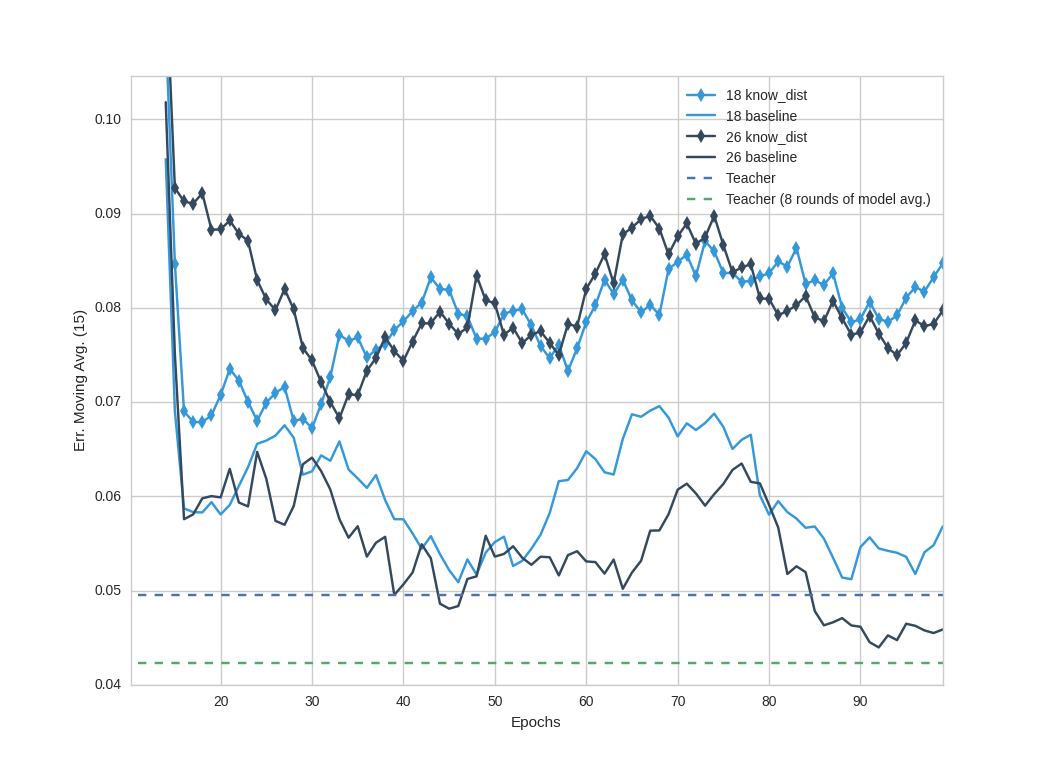 0.10
0.09
0.08
0.07
0.06
0.05
0.04
Err. Moving Avg. (15)
18 know_dist
18 baseline
26 know_dist
26 baseline
Teacher
Teacher (8 rounds of model avg.)
20 30 40 50 60 70 80 90
Epochs